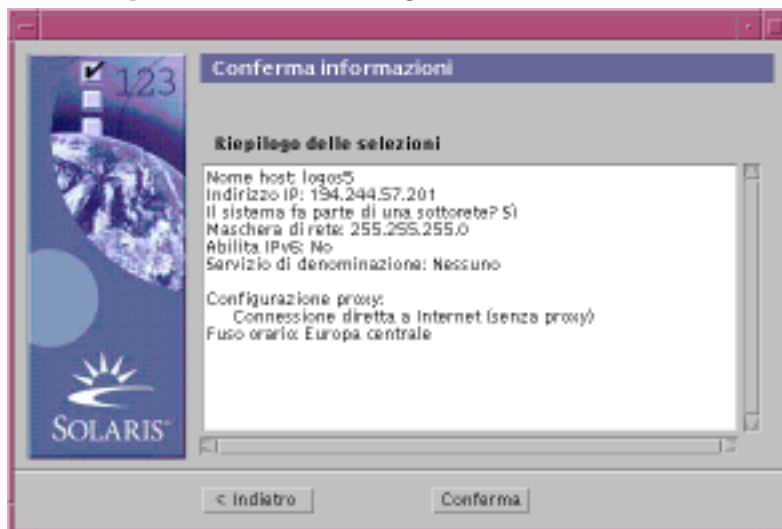 123
Conferma informazioni
Riepilogo delle selezioni
Nome host: logos5
Indirizzo IP: 194.244.57.201
Il sistema fa parte di una sottorete? Sì
Maschera di rete: 255.255.255.0
Abilita IPv6: No
Servizio di denominazione: Nessuno
Configurazione proxy:
Connessione diretta a Internet (senza proxy)
Fuso orario: Europa centrale
SOLARIS™
< Indietro
Conferma